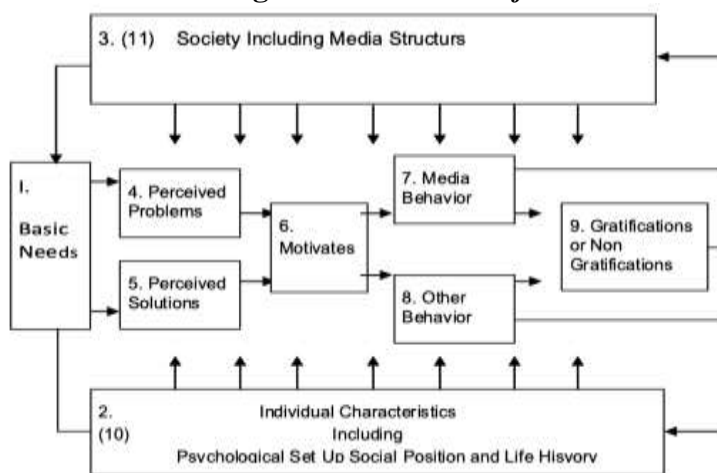 3. (11) Society Including Media Structurs
I.
Basic
Needs
4. Perceived
Problems
5. Perceived
Solutions
6.
Motivates
7. Media
Behavior
8. Other
Behavior
9. Gratifications
or Non
Gratifications
2. Individual Characteristics
(10) Including
Psychological Set Up Social Position and Life Hisvory